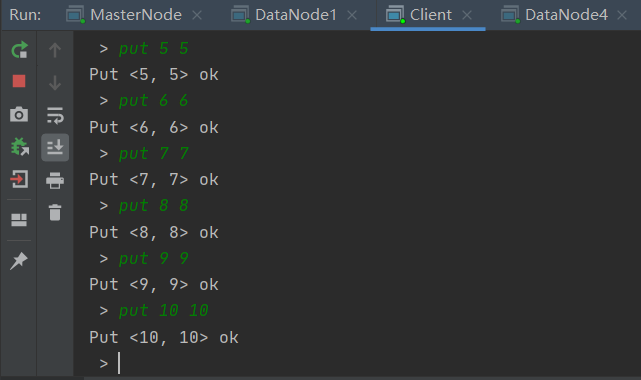 Run: MasterNode DataNode1 Client DataNode4
> put 5 5
Put <5, 5> ok
> put 6 6
Put <6, 6> ok
> put 7 7
Put <7, 7> ok
> put 8 8
Put <8, 8> ok
> put 9 9
Put <9, 9> ok
> put 10 10
Put <10, 10> ok
>